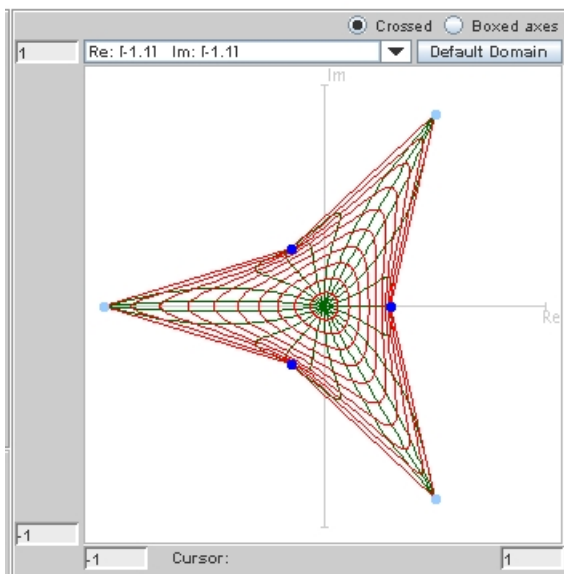 Crossed Boxed axes
1 Re: [-1,1] Im: [-1,1] Default Domain
Im
Re
-1
-1 Cursor: 1